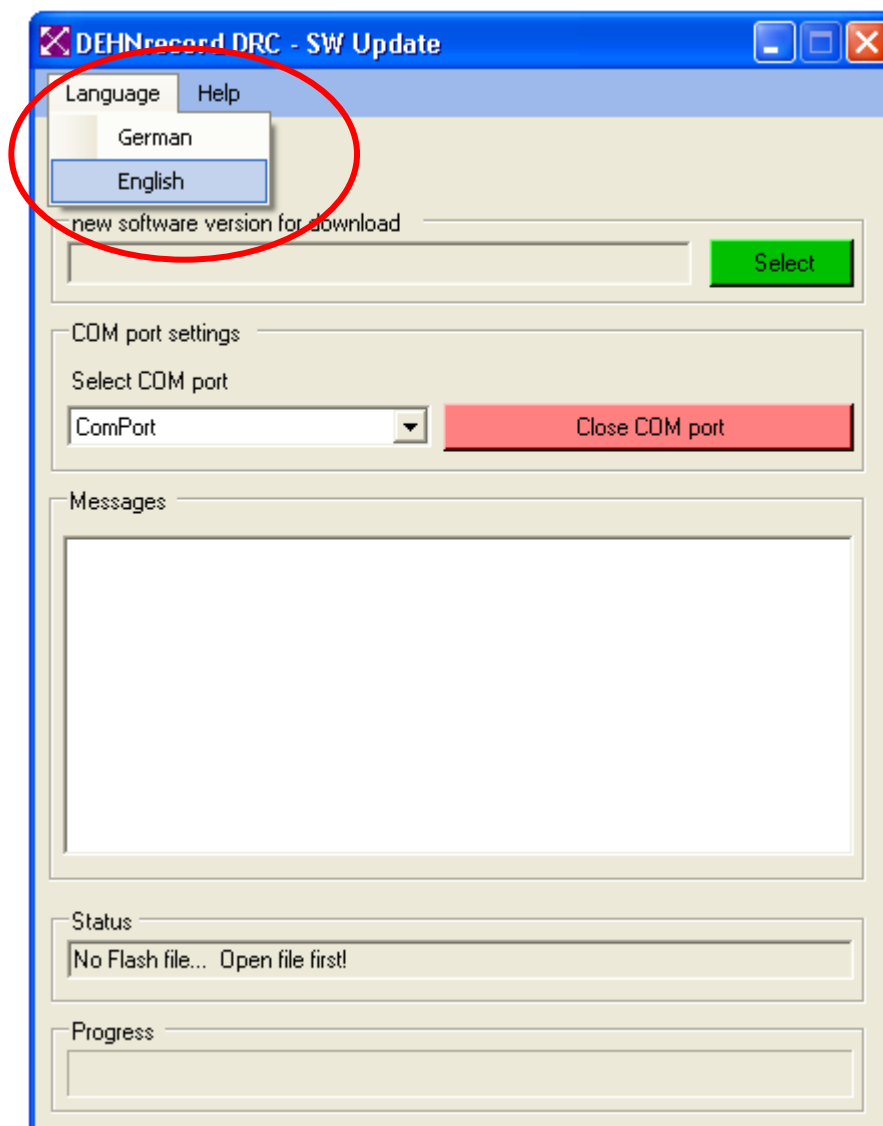 DEHNrecord DRC - SW Update
Language Help
German
English
new software version for download
Select
COM port settings
Select COM port
ComPort Close COM port
Messages
Status
No Flash file... Open file first!
Progress